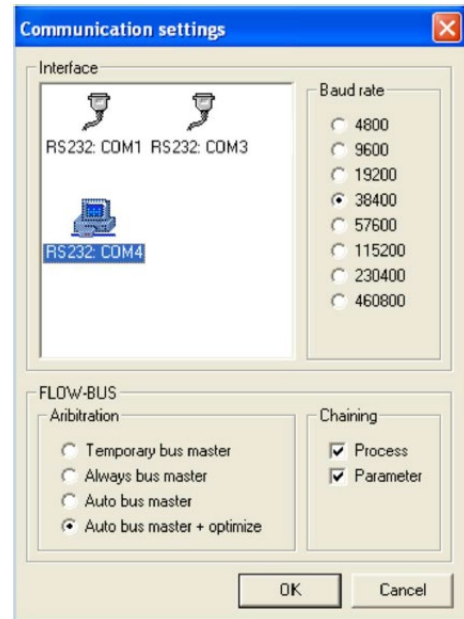 Communication settings
Interface
RS232: COM1 RS232: COM3
RS232: COM4
Baud rate
4800
9600
19200
38400
57600
115200
230400
460800
FLOW-BUS
Aribitration
Temporary bus master
Always bus master
Auto bus master
Auto bus master + optimize
Chaining
Process
Parameter
OK
Cancel